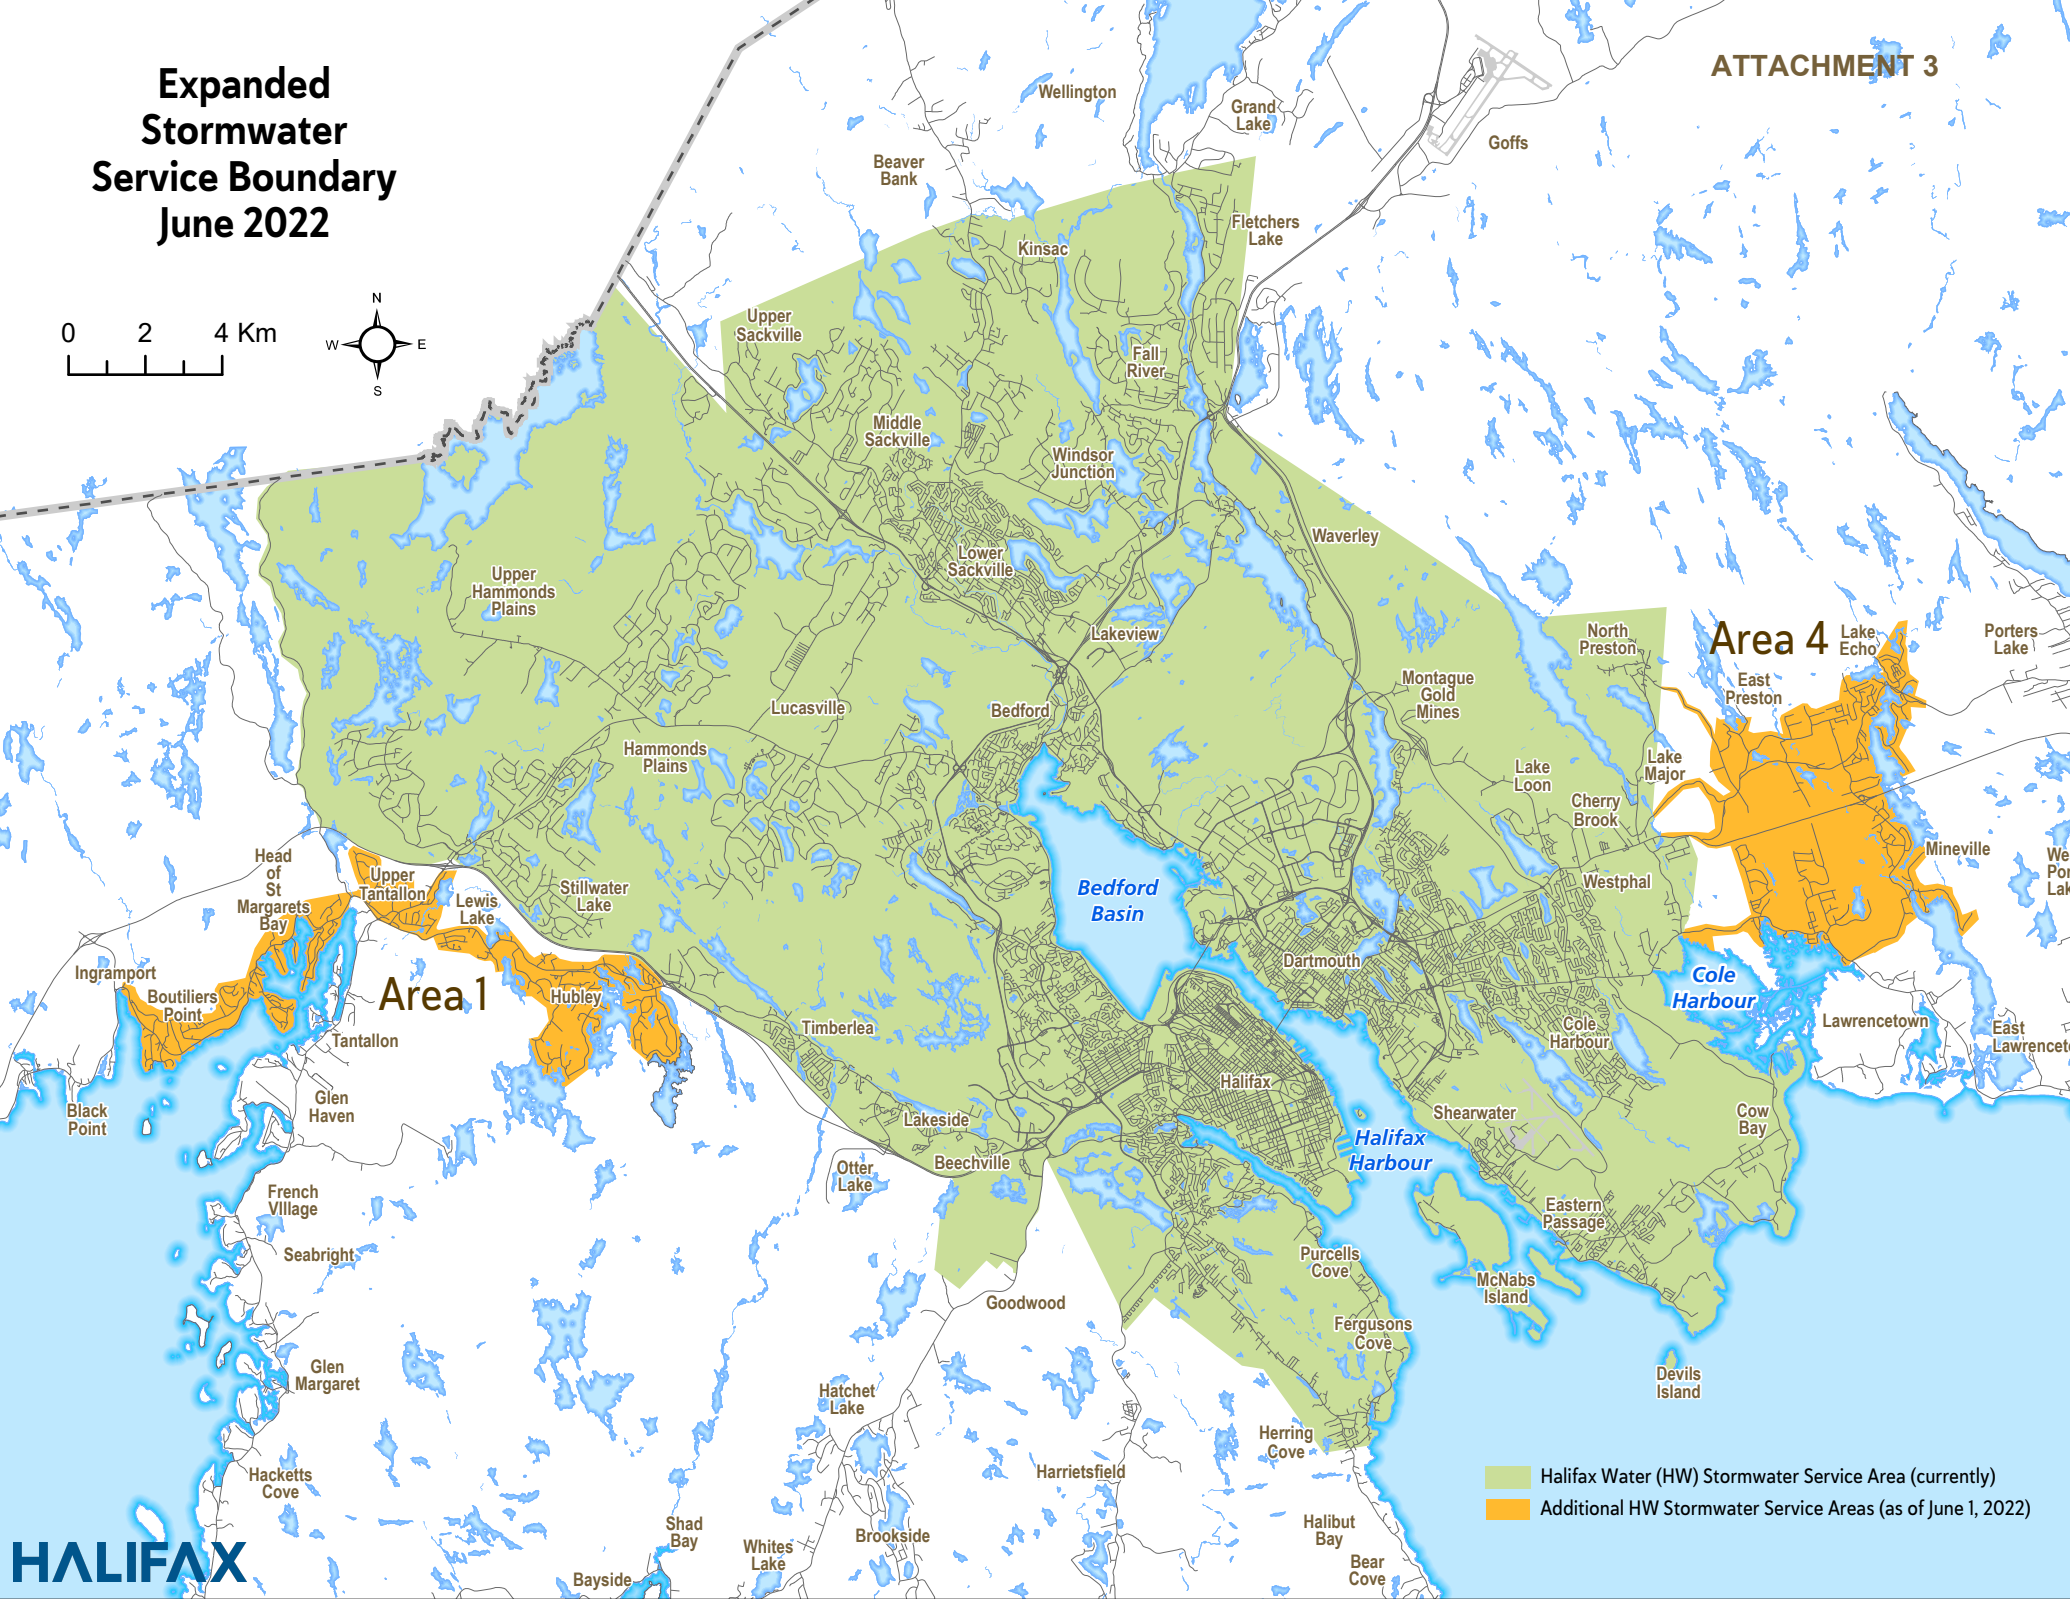 Expanded
Stormwater
Service Boundary
June 2022
ATTACHMENT 3
0 2 4 Km
N
W E
S
Wellington
Grand
Lake
Goffs
Beaver
Bank
Fletchers
Lake
Kinsac
Upper
Sackville
Fall
River
Middle
Sackville
Windsor
Junction
Waverley
Lower
Sackville
Upper
Hammonds
Plains
Lakeview
North
Preston
Area 4
Lake
Echo
Porters
Lake
East
Preston
Montague
Gold
Mines
Lucasville
Bedford
Hammonds
Plains
Lake
Major
Lake
Loon
Cherry
Brook
Mineville
We
Por
Lak
Head
of
St
Margarets
Bay
Upper
Tantallon
Lewis
Lake
Stillwater
Lake
Bedford
Basin
Westphal
Dartmouth
Cole
Harbour
Ingramport
Boutiliers
Point
Area 1
Hubley
Timberlea
Tantallon
Cole
Harbour
Lawrencetown
East
Lawrenceto
Halifax
Black
Point
Glen
Haven
Lakeside
Shearwater
Cow
Bay
Halifax
Harbour
Beechville
Otter
Lake
French
VIllage
Eastern
Passage
Seabright
Purcells
Cove
McNabs
Island
Goodwood
Fergusons
Cove
Glen
Margaret
Devils
Island
Hatchet
Lake
Herring
Cove
Harrietsfield
Hacketts
Cove
Halifax Water (HW) Stormwater Service Area (currently)
Additional HW Stormwater Service Areas (as of June 1, 2022)
Shad
Bay
Whites
Lake
Brookside
Halibut
Bay
Bear
Cove
Bayside
HALIFAX